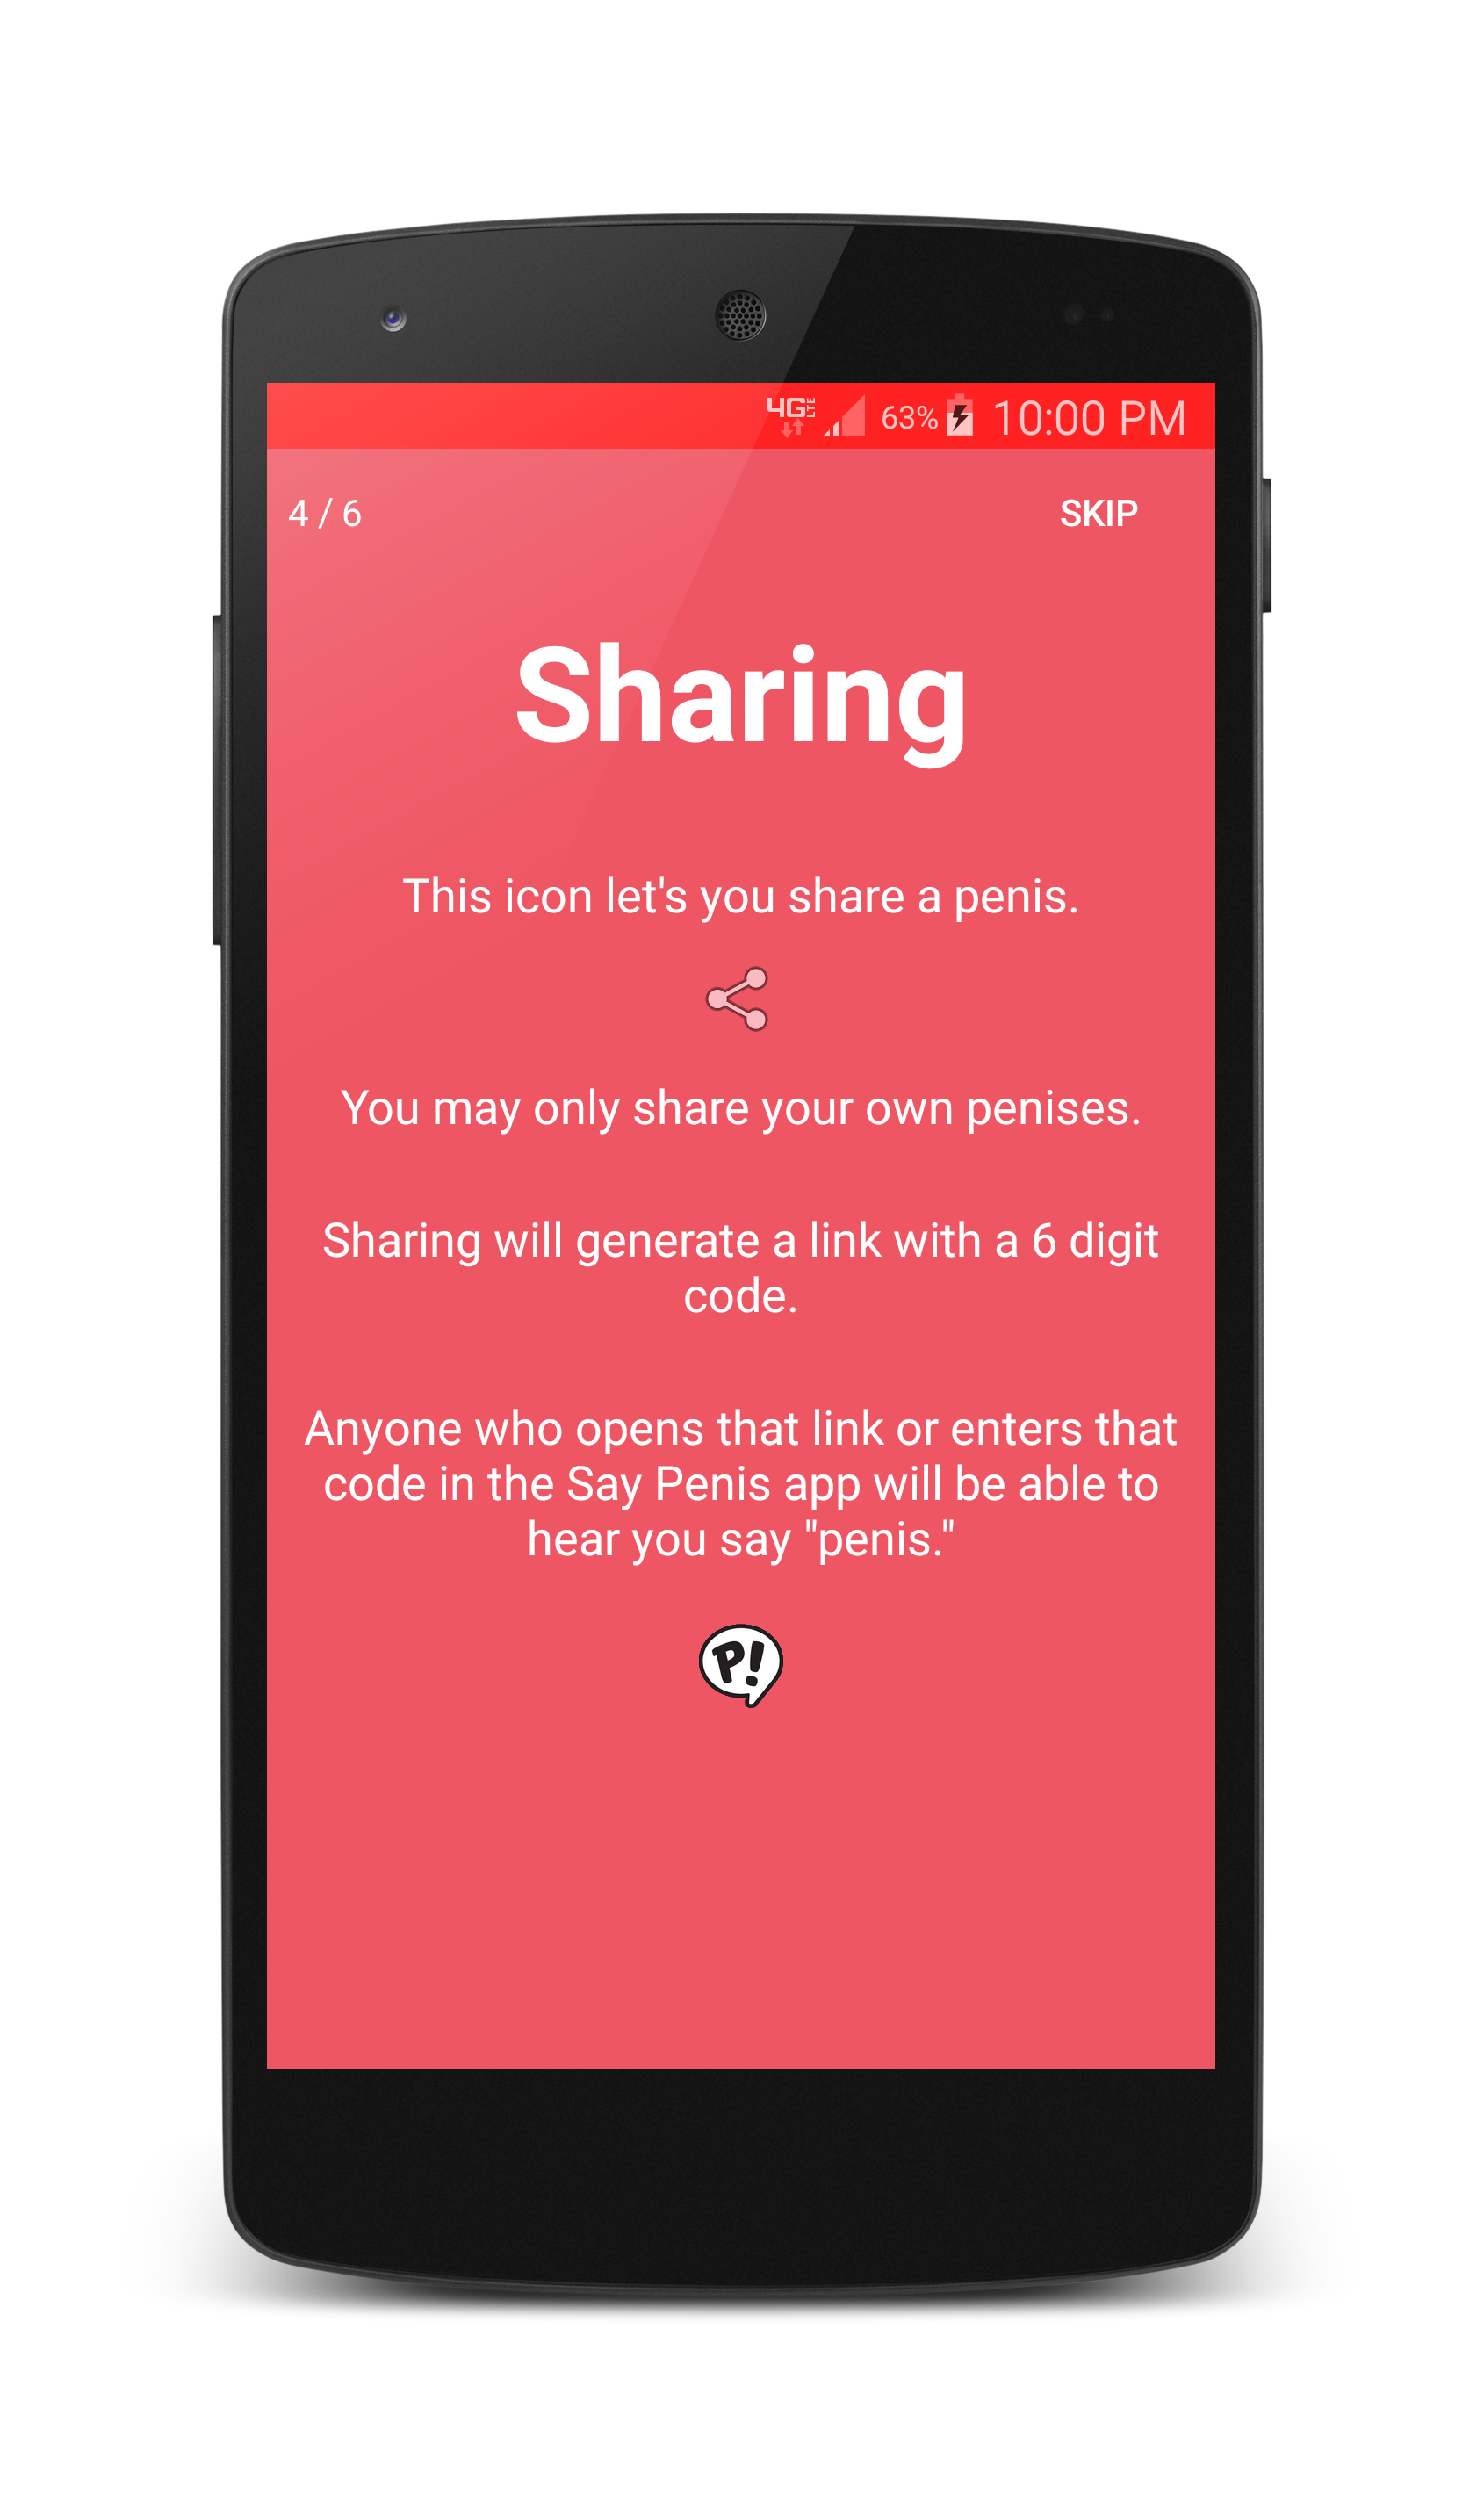 4G LTE 63% 10:00 PM
4 / 6 SKIP
Sharing
This icon let's you share a penis.
You may only share your own penises.
Sharing will generate a link with a 6 digit
code.
Anyone who opens that link or enters that
code in the Say Penis app will be able to
hear you say "penis."
P!